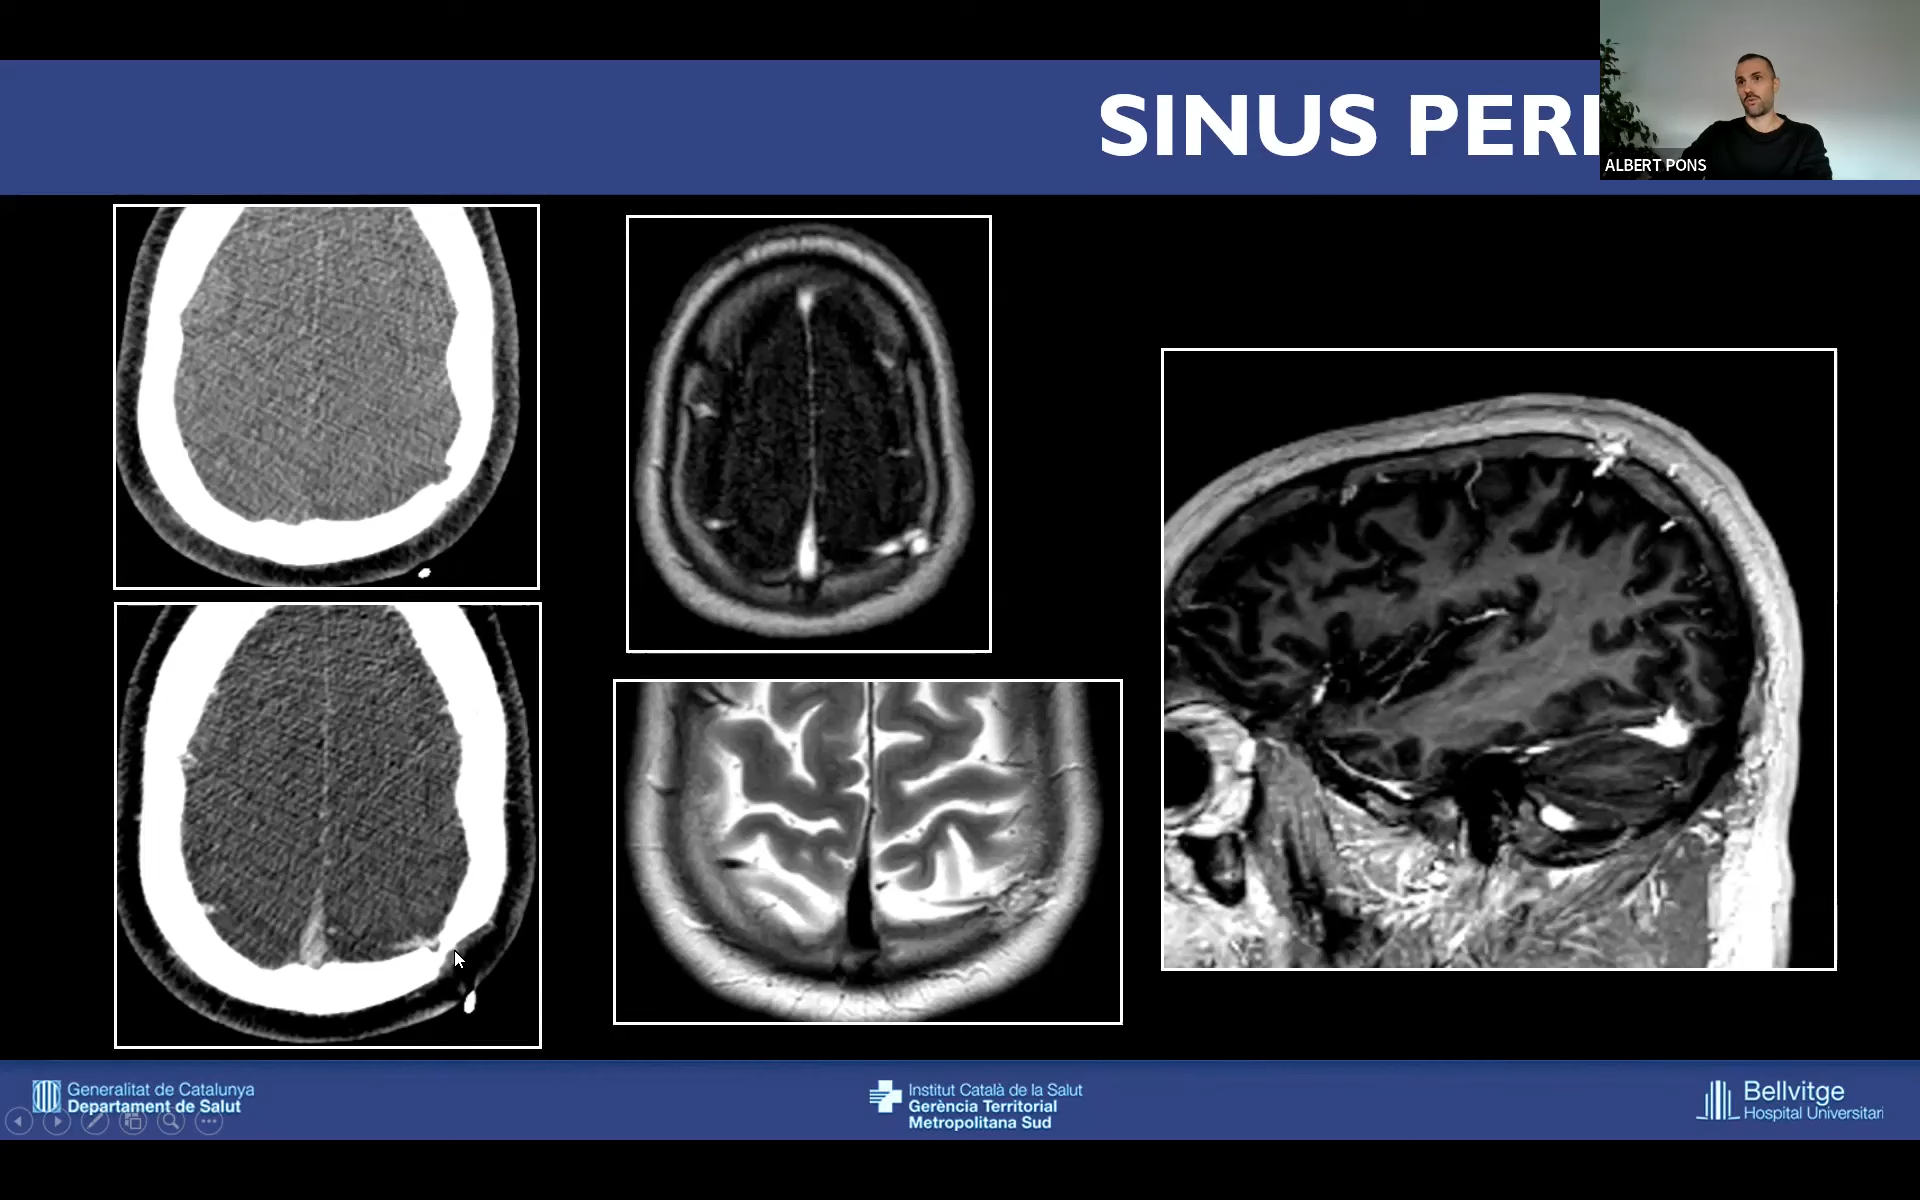 SINUS PERI
ALBERT PONS
Generalitat de Catalunya
Departament de Salut
Institut Català de la Salut
Gerència Territorial
Metropolitana Sud
Bellvitge
Hospital Universitari